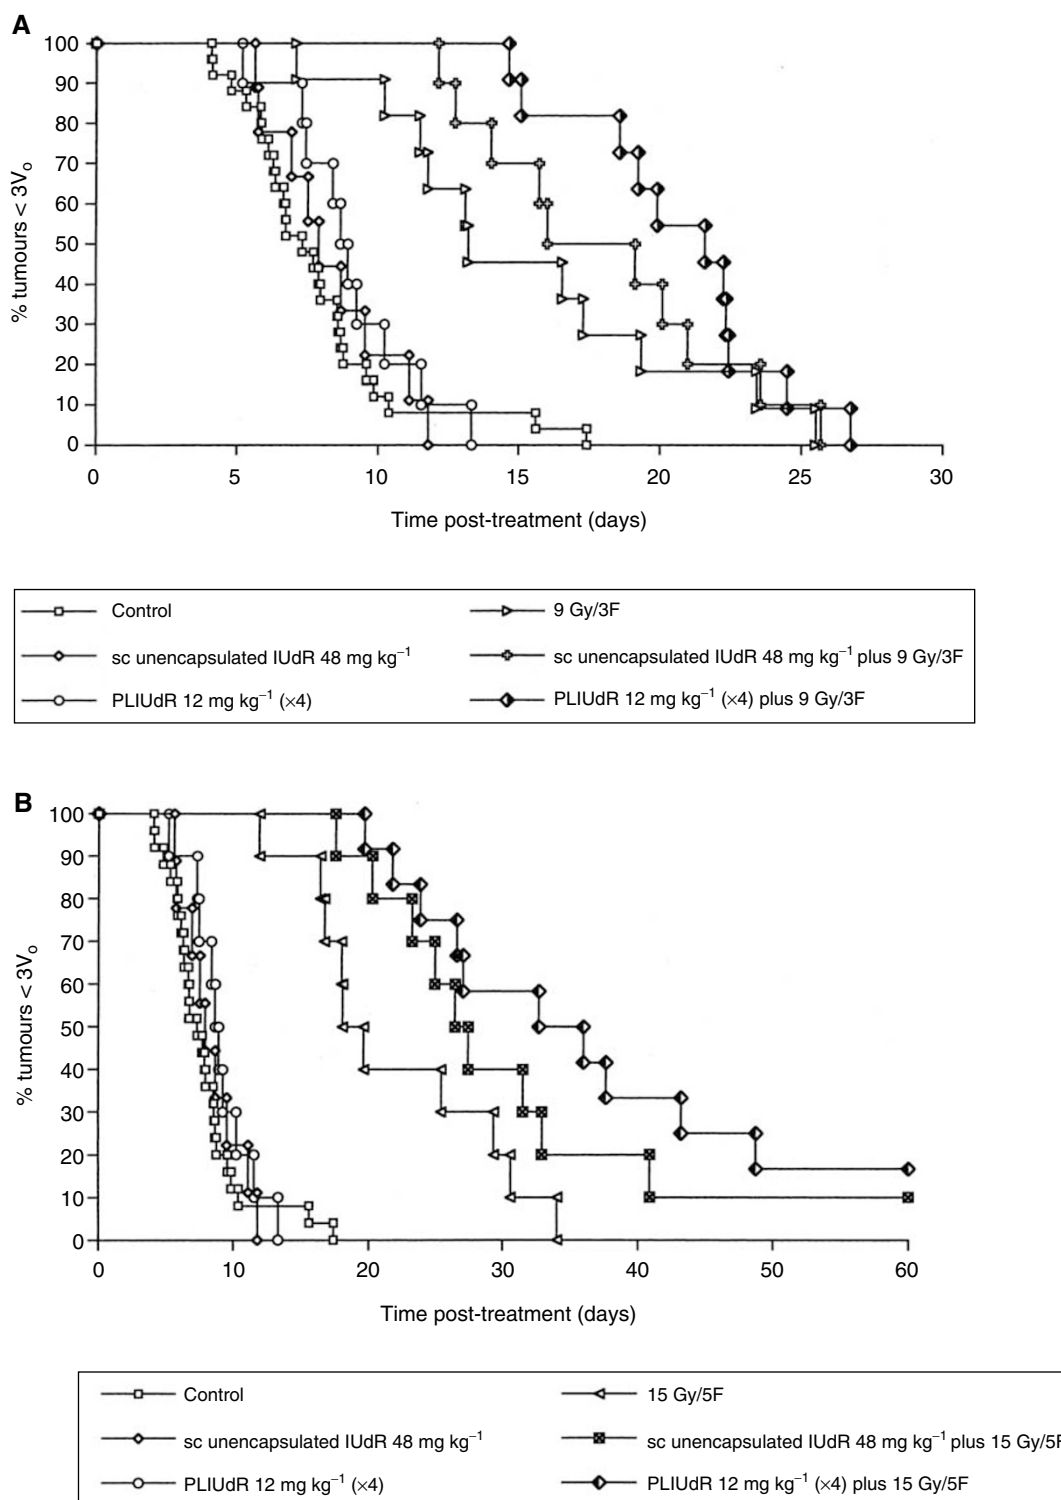 A
100
90
80
70
60
50
40
30
20
10
0
% tumours < 3Vo
0 5 10 15 20 25 30
Time post-treatment (days)
Control
9 Gy/3F
sc unencapsulated IUdR 48 mg kg⁻¹
sc unencapsulated IUdR 48 mg kg⁻¹ plus 9 Gy/3F
PLIUdR 12 mg kg⁻¹ (×4)
PLIUdR 12 mg kg⁻¹ (×4) plus 9 Gy/3F
B
100
90
80
70
60
50
40
30
20
10
0
% tumours < 3Vo
0 10 20 30 40 50 60
Time post-treatment (days)
Control
15 Gy/5F
sc unencapsulated IUdR 48 mg kg⁻¹
sc unencapsulated IUdR 48 mg kg⁻¹ plus 15 Gy/5F
PLIUdR 12 mg kg⁻¹ (×4)
PLIUdR 12 mg kg⁻¹ (×4) plus 15 Gy/5F